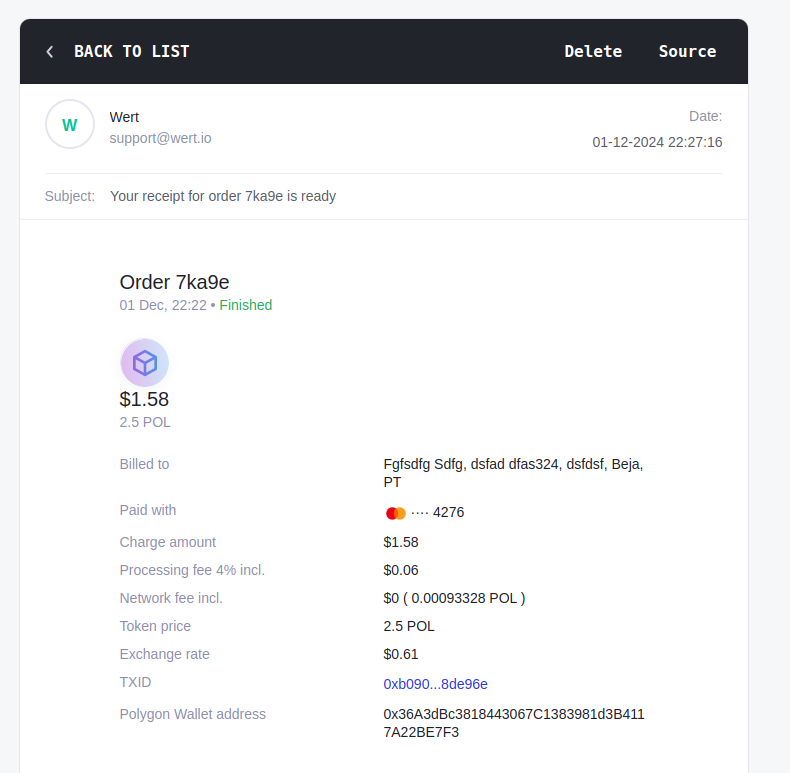 BACK TO LIST Delete Source
W
Wert
support@wert.io
Date:
01-12-2024 22:27:16
Subject: Your receipt for order 7ka9e is ready
Order 7ka9e
01 Dec, 22:22 • Finished
$1.58
2.5 POL
Billed to Fgfsdfg Sdfg, dsfad dfas324, dsfdsf, Beja,
PT
Paid with ···· 4276
Charge amount $1.58
Processing fee 4% incl. $0.06
Network fee incl. $0 ( 0.00093328 POL )
Token price 2.5 POL
Exchange rate $0.61
TXID 0xb090...8de96e
Polygon Wallet address 0x36A3dBc3818443067C1383981d3B411
7A22BE7F3